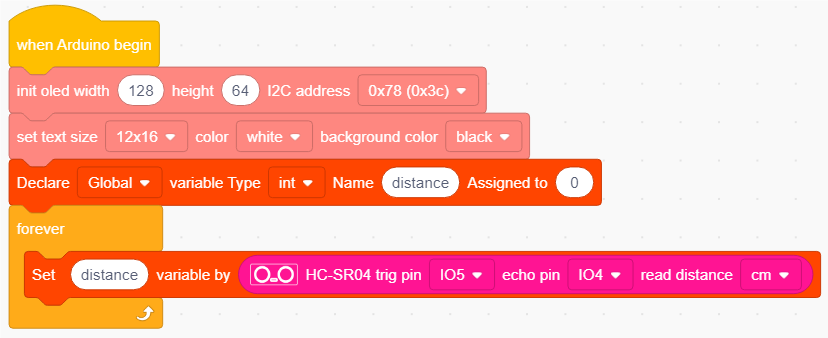 when Arduino begin
init oled width 128 height 64 I2C address 0x78 (0x3c)
set text size 12x16 color white background color black
Declare Global variable Type int Name distance Assigned to 0
forever
Set distance variable by HC-SR04 trig pin IO5 echo pin IO4 read distance cm